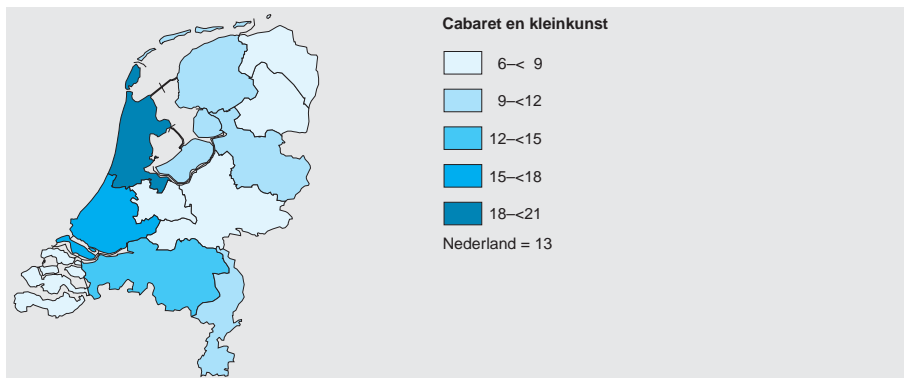 Cabaret en kleinkunst
6–< 9
9–<12
12–<15
15–<18
18–<21
Nederland = 13